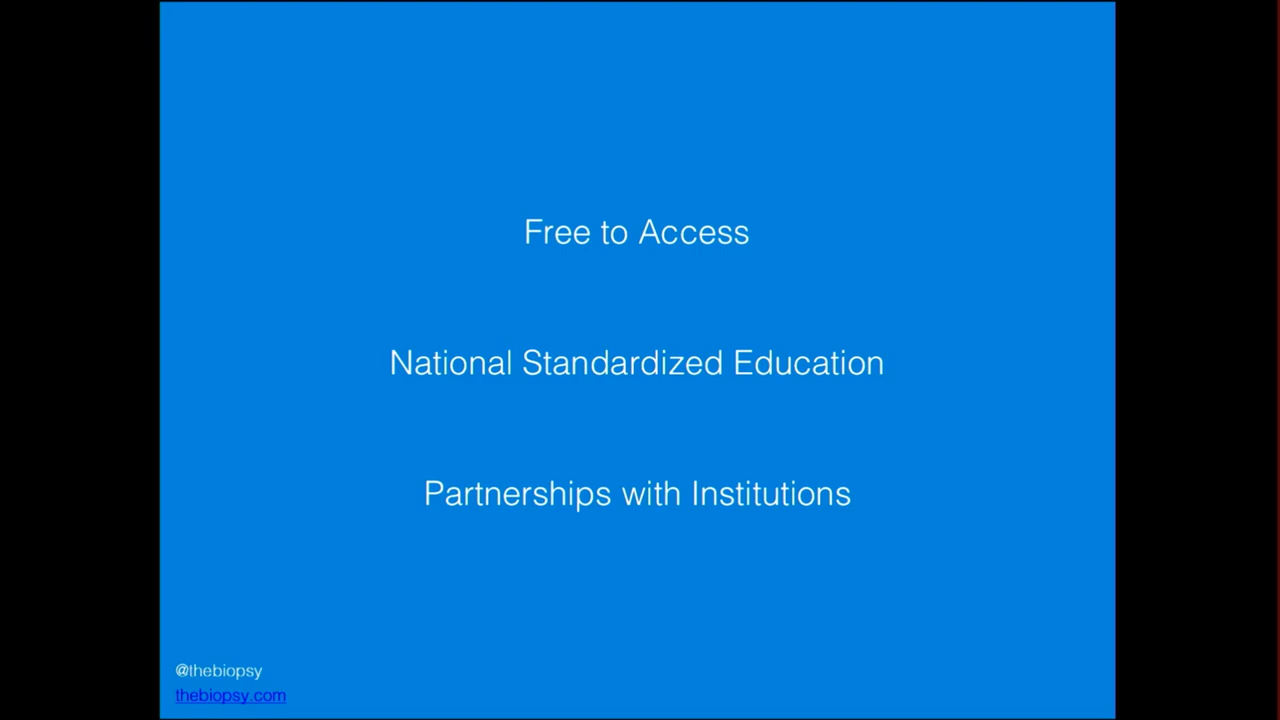 Free to Access
National Standardized Education
Partnerships with Institutions
@thebiopsy
thebiopsy.com